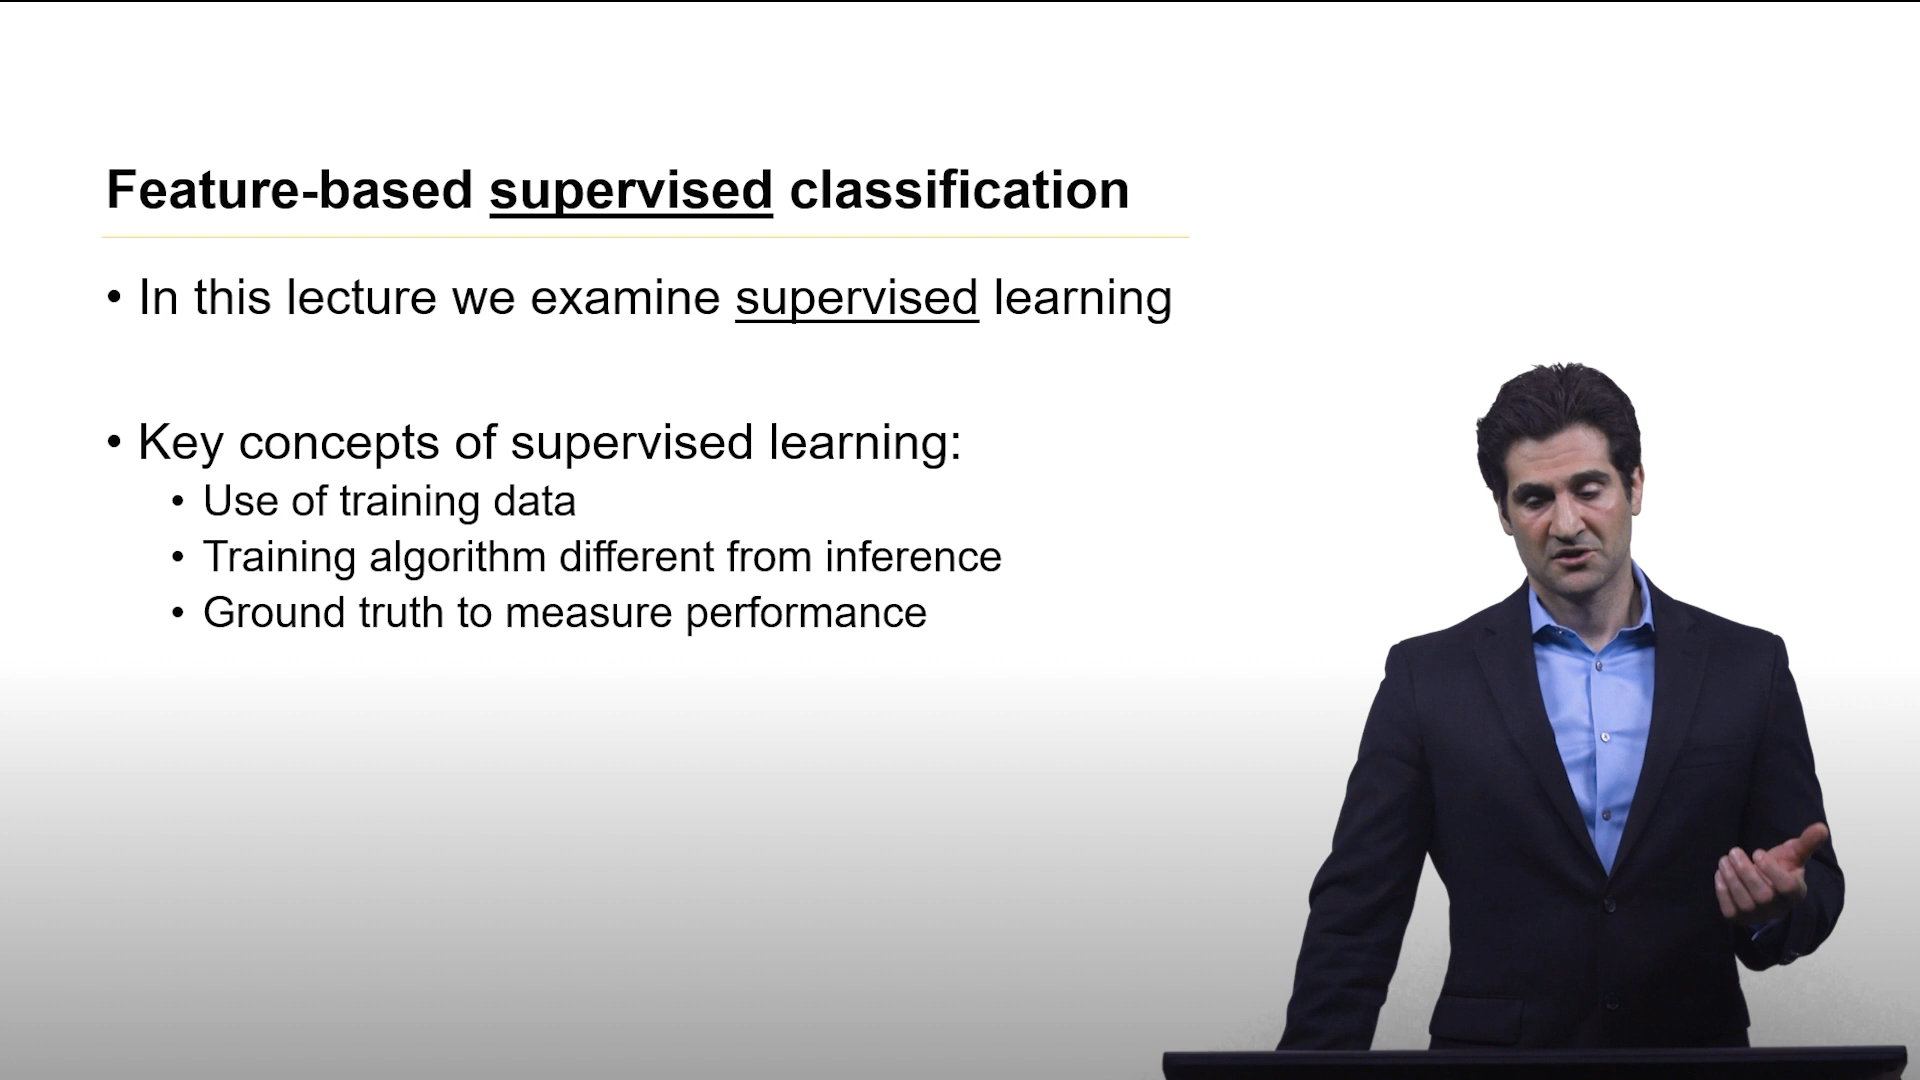 Feature-based supervised classification
• In this lecture we examine supervised learning
• Key concepts of supervised learning:
• Use of training data
• Training algorithm different from inference
• Ground truth to measure performance